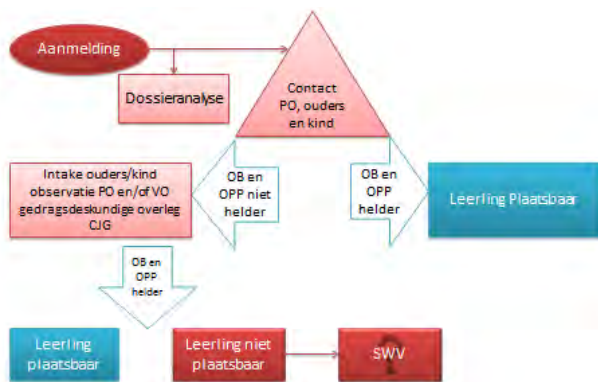 Aanmelding
Dossieranalyse
Contact
PO, ouders
en kind
Intake ouders/kind
observatie PO en/of VO
gedragsdeskundige overleg
CJG
OB en
OPP niet
helder
OB en
OPP
helder
Leerling Plaatsbaar
OB en
OPP
helder
Leerling
plaatsbaar
Leerling niet
plaatsbaar
SWV